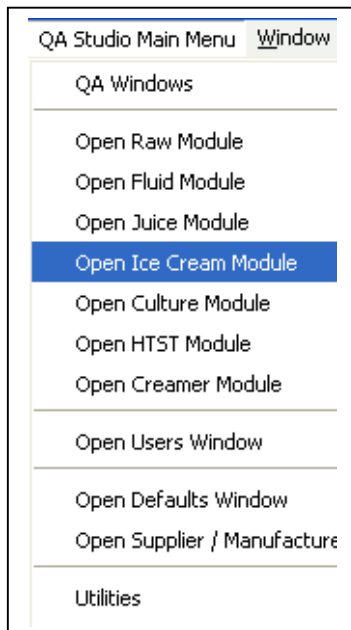 QA Studio Main Menu Window
QA Windows
Open Raw Module
Open Fluid Module
Open Juice Module
Open Ice Cream Module
Open Culture Module
Open HTST Module
Open Creamer Module
Open Users Window
Open Defaults Window
Open Supplier / Manufacture
Utilities